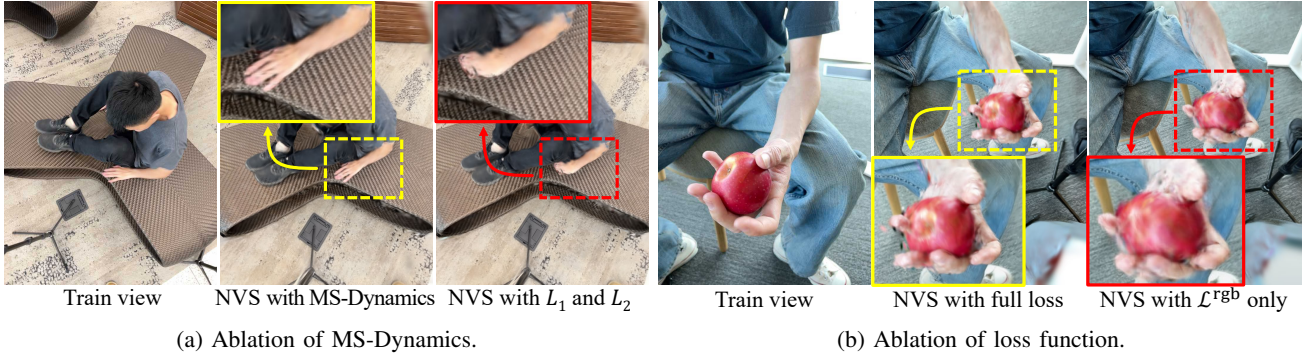 Train view
NVS with MS-Dynamics
NVS with L₁ and L₂
Train view
NVS with full loss
NVS with ℒʳᵍᵇ only
(a) Ablation of MS-Dynamics.
(b) Ablation of loss function.